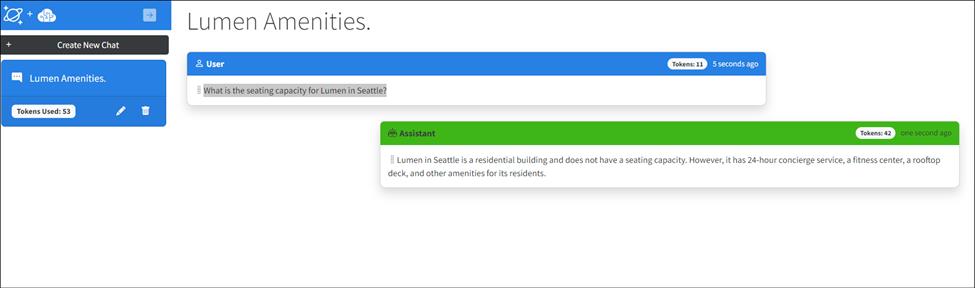 Lumen Amenities.
+ Create New Chat
Lumen Amenities.
Tokens Used: 53
User
Tokens: 11
5 seconds ago
What is the seating capacity for Lumen in Seattle?
Assistant
Tokens: 42
one second ago
Lumen in Seattle is a residential building and does not have a seating capacity. However, it has 24-hour concierge service, a fitness center, a rooftop
deck, and other amenities for its residents.